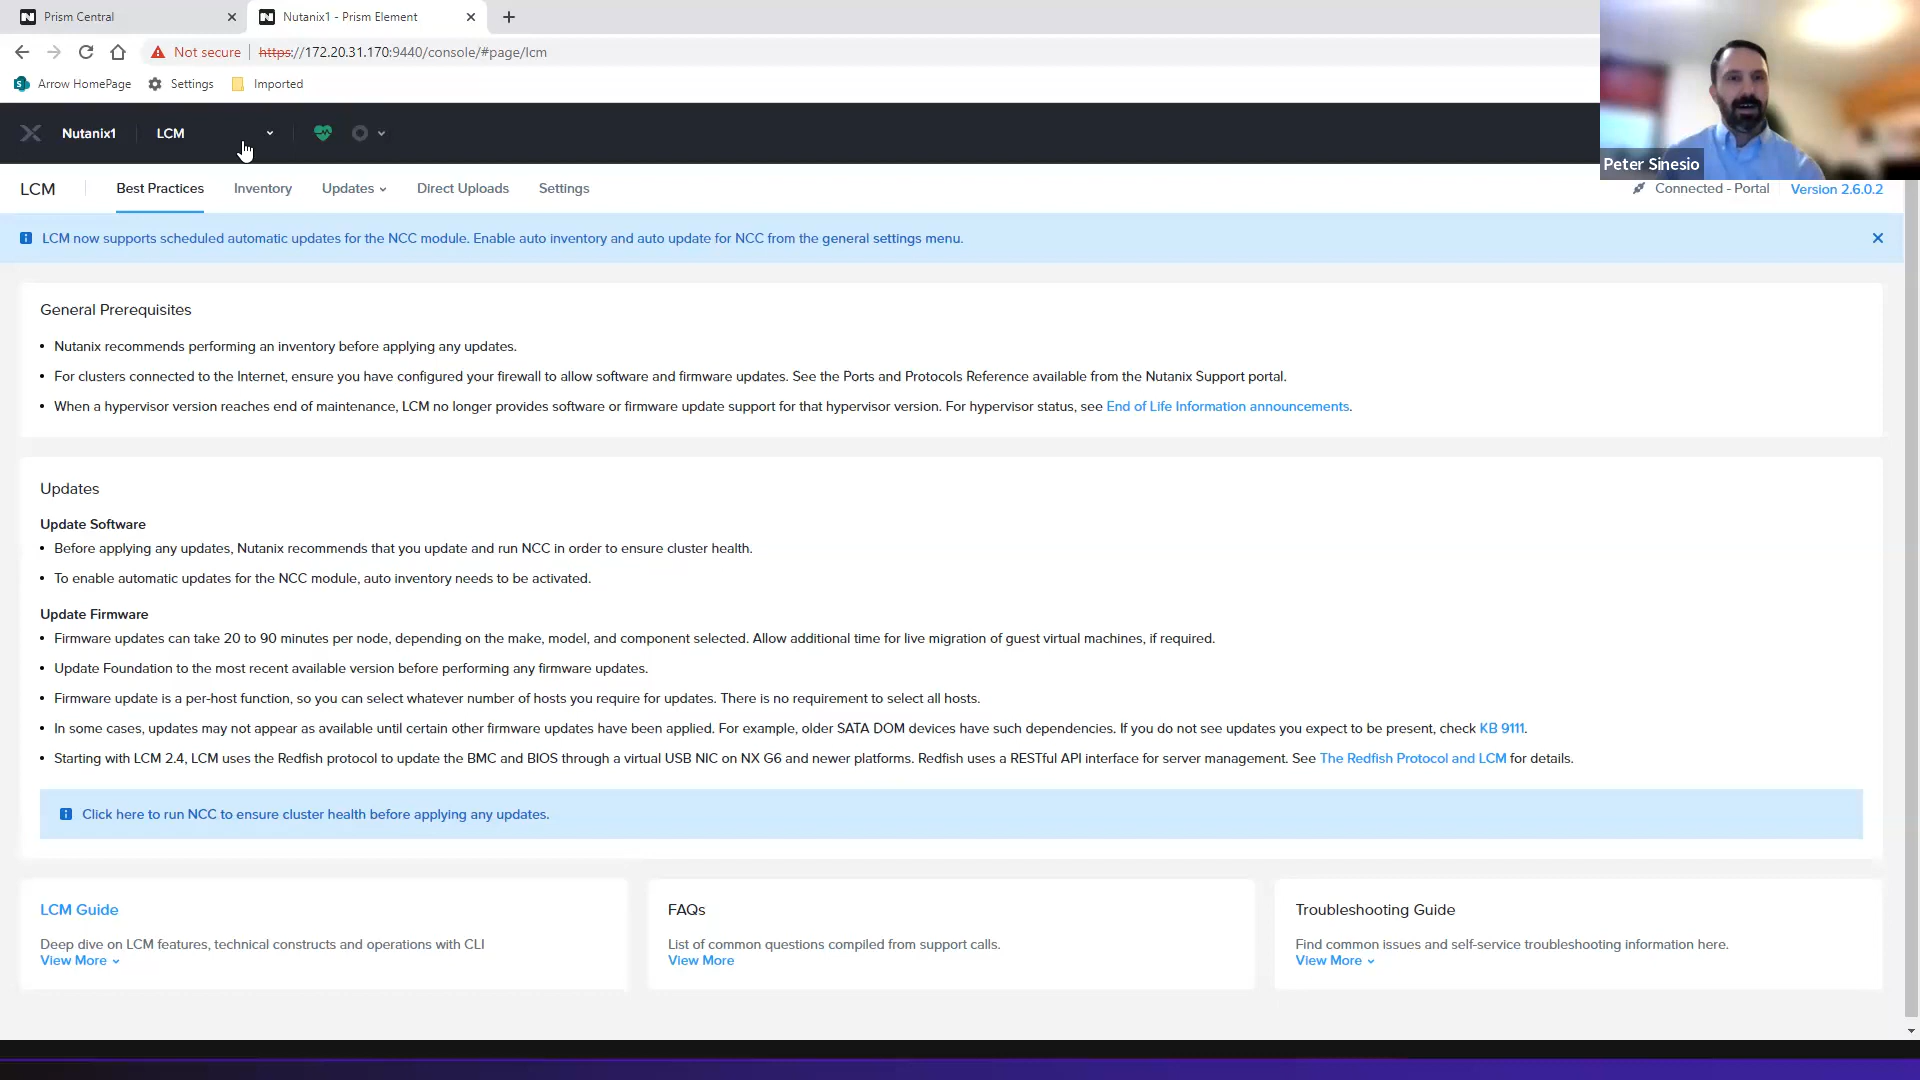 Prism Central
Nutanix1 - Prism Element
Not secure
https://172.20.31.170:9440/console/#page/lcm
Arrow HomePage
Settings
Imported
Nutanix1
LCM
Peter Sinesio
LCM
Best Practices
Inventory
Updates
Direct Uploads
Settings
Connected - Portal
Version 2.6.0.2
LCM now supports scheduled automatic updates for the NCC module. Enable auto inventory and auto update for NCC from the general settings menu.
General Prerequisites
• Nutanix recommends performing an inventory before applying any updates.
• For clusters connected to the Internet, ensure you have configured your firewall to allow software and firmware updates. See the Ports and Protocols Reference available from the Nutanix Support portal.
• When a hypervisor version reaches end of maintenance, LCM no longer provides software or firmware update support for that hypervisor version. For hypervisor status, see End of Life Information announcements.
Updates
Update Software
• Before applying any updates, Nutanix recommends that you update and run NCC in order to ensure cluster health.
• To enable automatic updates for the NCC module, auto inventory needs to be activated.
Update Firmware
• Firmware updates can take 20 to 90 minutes per node, depending on the make, model, and component selected. Allow additional time for live migration of guest virtual machines, if required.
• Update Foundation to the most recent available version before performing any firmware updates.
• Firmware update is a per-host function, so you can select whatever number of hosts you require for updates. There is no requirement to select all hosts.
• In some cases, updates may not appear as available until certain other firmware updates have been applied. For example, older SATA DOM devices have such dependencies. If you do not see updates you expect to be present, check KB 9111.
• Starting with LCM 2.4, LCM uses the Redfish protocol to update the BMC and BIOS through a virtual USB NIC on NX G6 and newer platforms. Redfish uses a RESTful API interface for server management. See The Redfish Protocol and LCM for details.
Click here to run NCC to ensure cluster health before applying any updates.
LCM Guide
Deep dive on LCM features, technical constructs and operations with CLI
View More
FAQs
List of common questions compiled from support calls.
View More
Troubleshooting Guide
Find common issues and self-service troubleshooting information here.
View More